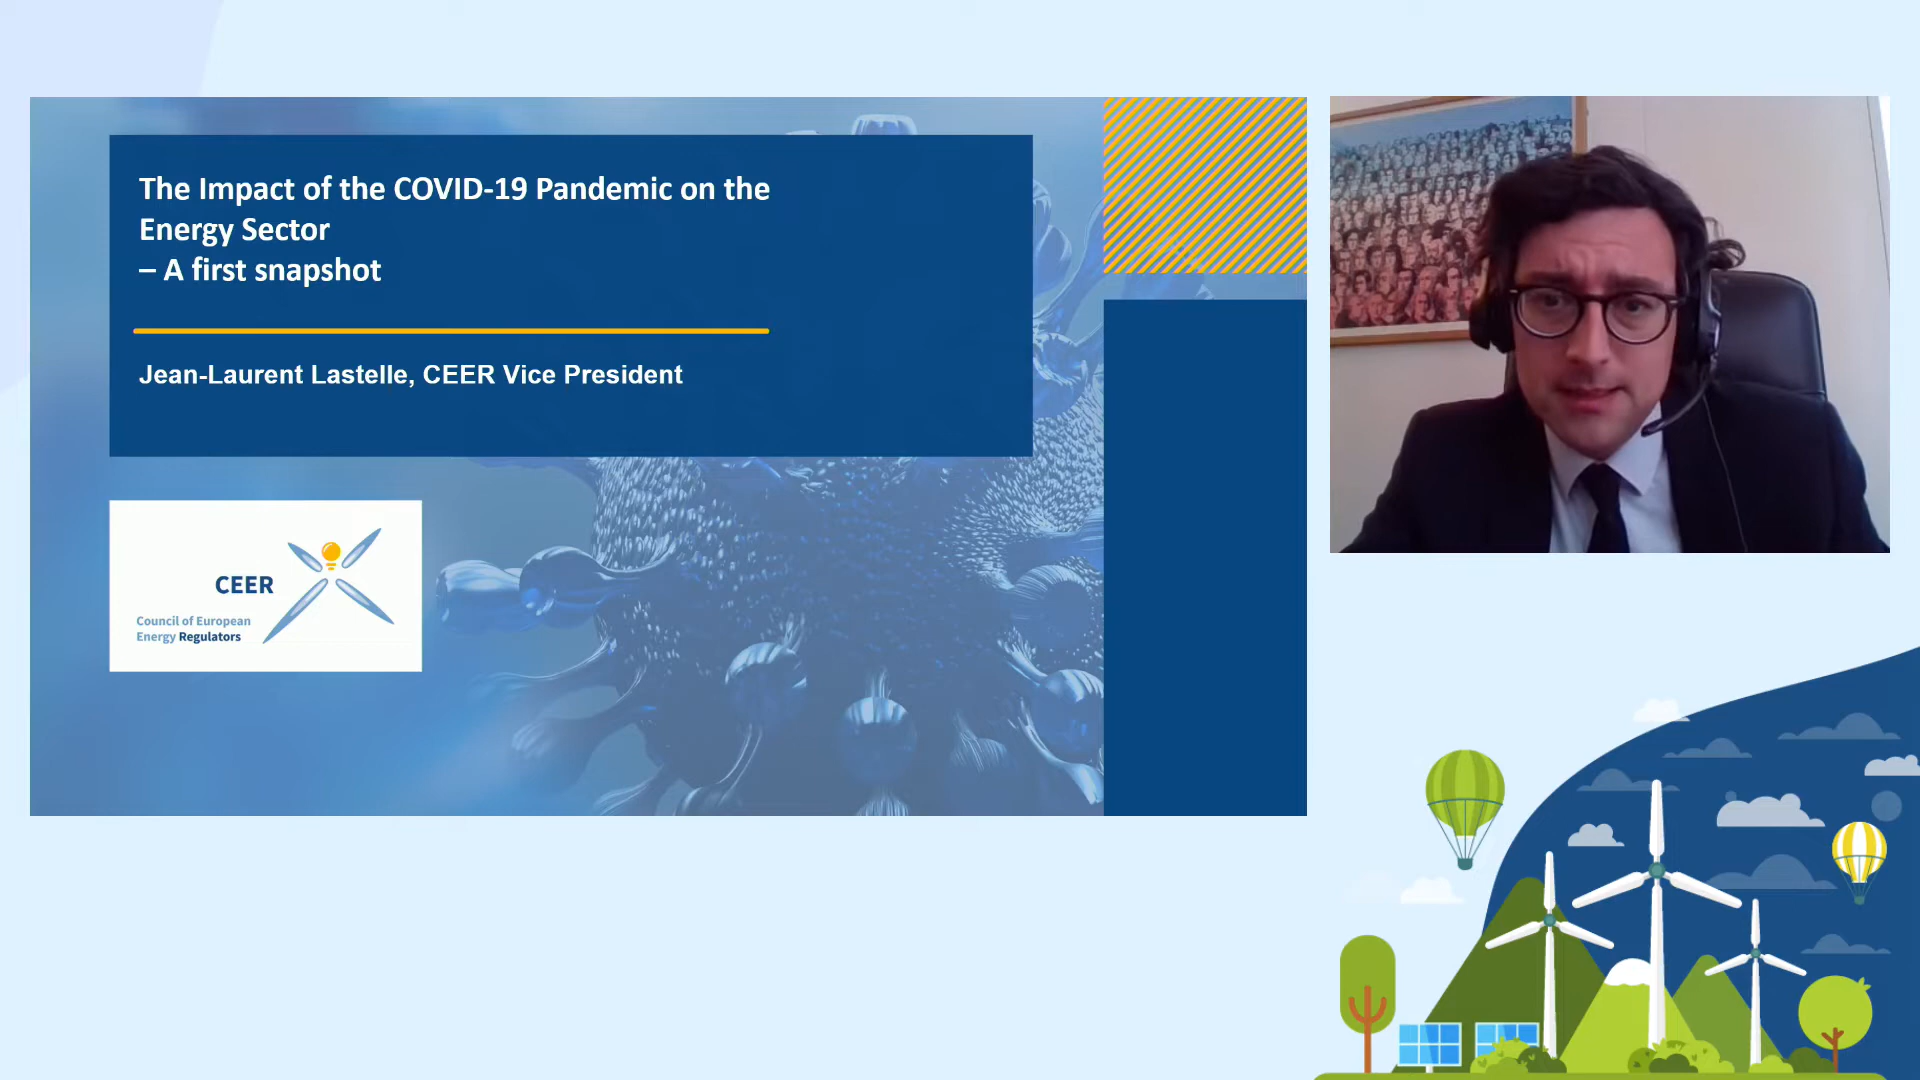 The Impact of the COVID-19 Pandemic on the
Energy Sector
– A first snapshot
Jean-Laurent Lastelle, CEER Vice President
CEER
Council of European
Energy Regulators